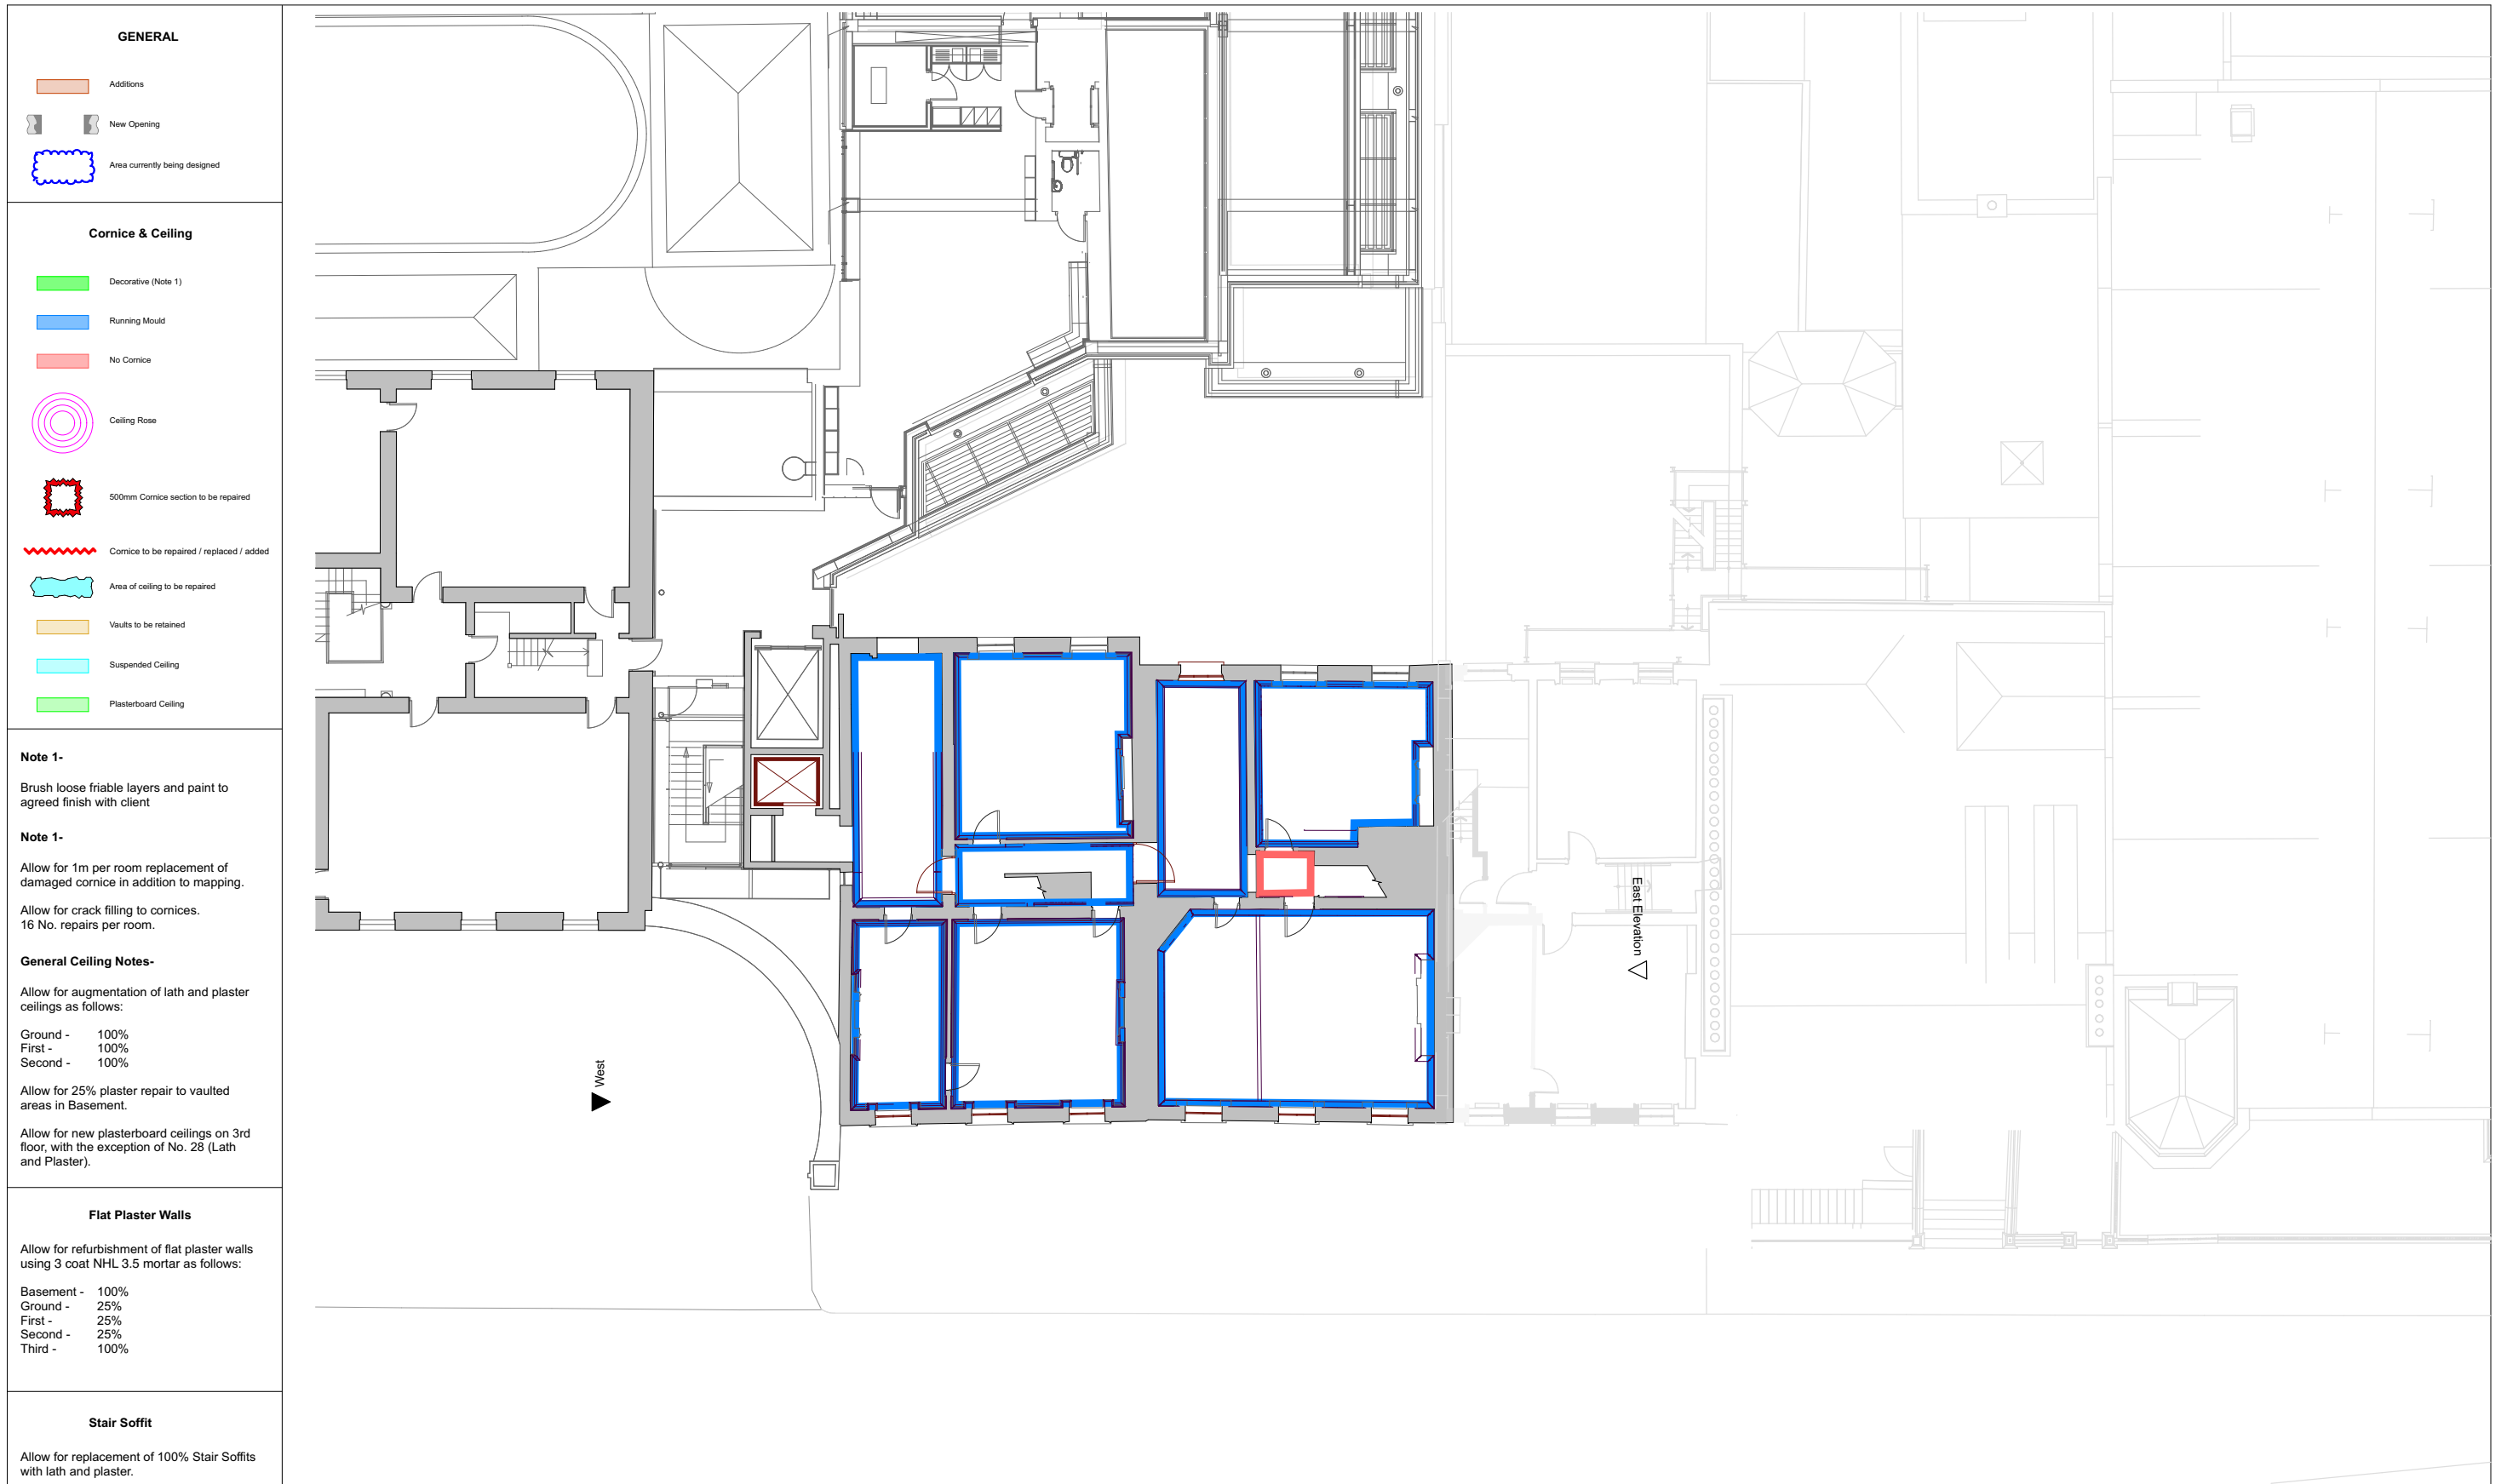 GENERAL
Additions
New Opening
Area currently being designed
Cornice & Ceiling
Decorative (Note 1)
Running Mould
No Cornice
Ceiling Rose
500mm Cornice section to be repaired
Cornice to be repaired / replaced / added
Area of ceiling to be repaired
Vaults to be retained
Suspended Ceiling
Plasterboard Ceiling
Note 1-
Brush loose friable layers and paint to
agreed finish with client
Note 1-
Allow for 1m per room replacement of
damaged cornice in addition to mapping.
Allow for crack filling to cornices.
16 No. repairs per room.
General Ceiling Notes-
Allow for augmentation of lath and plaster
ceilings as follows:
Ground - 100%
First - 100%
Second - 100%
Allow for 25% plaster repair to vaulted
areas in Basement.
Allow for new plasterboard ceilings on 3rd
floor, with the exception of No. 28 (Lath
and Plaster).
Flat Plaster Walls
Allow for refurbishment of flat plaster walls
using 3 coat NHL 3.5 mortar as follows:
Basement - 100%
Ground - 25%
First - 25%
Second - 25%
Third - 100%
Stair Soffit
Allow for replacement of 100% Stair Soffits
with lath and plaster.
West
East Elevation